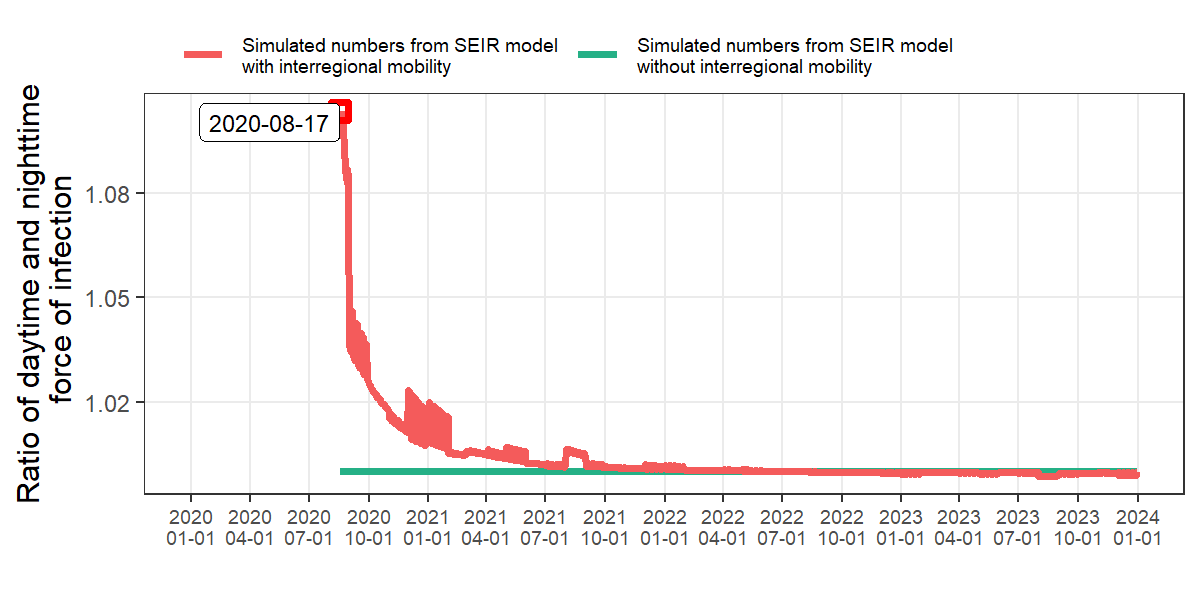 Simulated numbers from SEIR model
with interregional mobility
Simulated numbers from SEIR model
without interregional mobility
Ratio of daytime and nighttime
force of infection
2020-08-17
1.08
1.05
1.02
2020 2020 2020 2020 2021 2021 2021 2021 2022 2022 2022 2022 2023 2023 2023 2023 2024
01-01 04-01 07-01 10-01 01-01 04-01 07-01 10-01 01-01 04-01 07-01 10-01 01-01 04-01 07-01 10-01 01-01